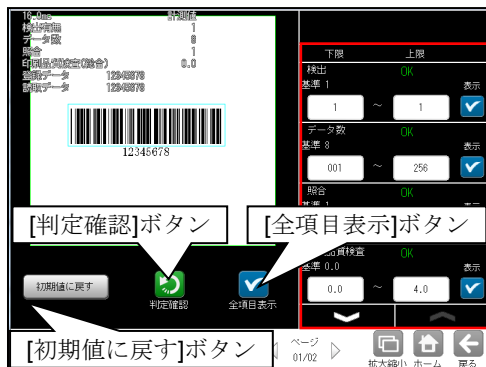 16.0ms 計測値
検出有無 1
データ数 8
照合 1
印刷品質検査(総合) 0.0
登録データ 12345678
読取データ 12345678
12345678
下限 上限
検出 OK
基準 1 表示
1 ~ 1
データ数 OK
基準 8 表示
001 ~ 256
照合 OK
[判定確認]ボタン
[全項目表示]ボタン
OK
基準 0.0 表示
0.0 ~ 4.0
初期値に戻す
判定確認
全項目表示
[初期値に戻す]ボタン
ページ
01/02
拡大縮小 ホーム 戻る